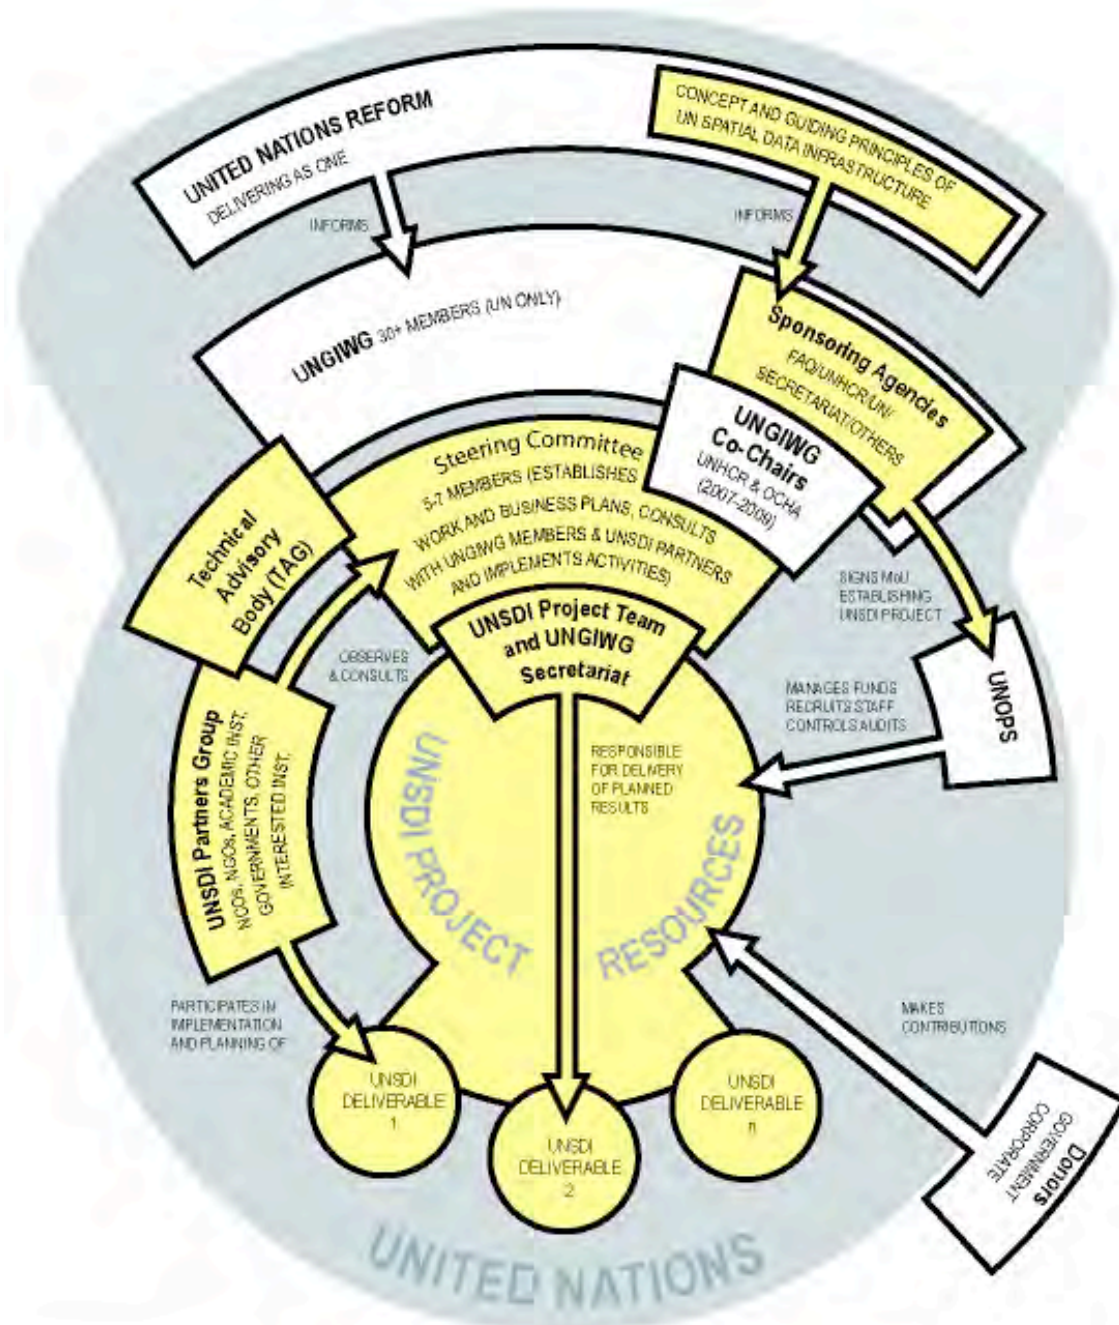 UNITED NATIONS REFORM
DELIVERING AS ONE
CONCEPT AND GUIDING PRINCIPLES OF
UN SPATIAL DATA INFRASTRUCTURE
INFORMS
INFORMS
UNGIWG 30+ MEMBERS (UN ONLY)
Sponsoring Agencies
FAO/UNHCR/UN/
SECRETARIAT/OTHERS
UNGIWG
Co-Chairs
UNHCR & OCHA
(2007-2009)
Steering Committee
5-7 MEMBERS (ESTABLISHES
WORK AND BUSINESS PLANS, CONSULTS
WITH UNGIWG MEMBERS & UNSDI PARTNERS
AND IMPLEMENTS ACTIVITIES)
Technical
Advisory
Body (TAG)
UNSDI Project Team
and UNGIWG
Secretariat
SIGNS MoU
ESTABLISHING
UNSDI PROJECT
OBSERVES
& CONSULTS
UNOPS
MANAGES FUNDS
RECRUITS STAFF
CONTROLS AUDITS
UNSDI Partners Group
NGOs, NGOs, ACADEMIC INST.
GOVERNMENTS, OTHER
INTERESTED INST.
RESPONSIBLE
FOR DELIVERY
OF PLANNED
RESULTS
UNSDI PROJECT
RESOURCES
PARTICIPATES IN
IMPLEMENTATION
AND PLANNING OF
MAKES
CONTRIBUTIONS
UNSDI
DELIVERABLE
1
UNSDI
DELIVERABLE
2
UNSDI
DELIVERABLE
n
Donors
GOVERNMENT
CORPORATE
UNITED NATIONS